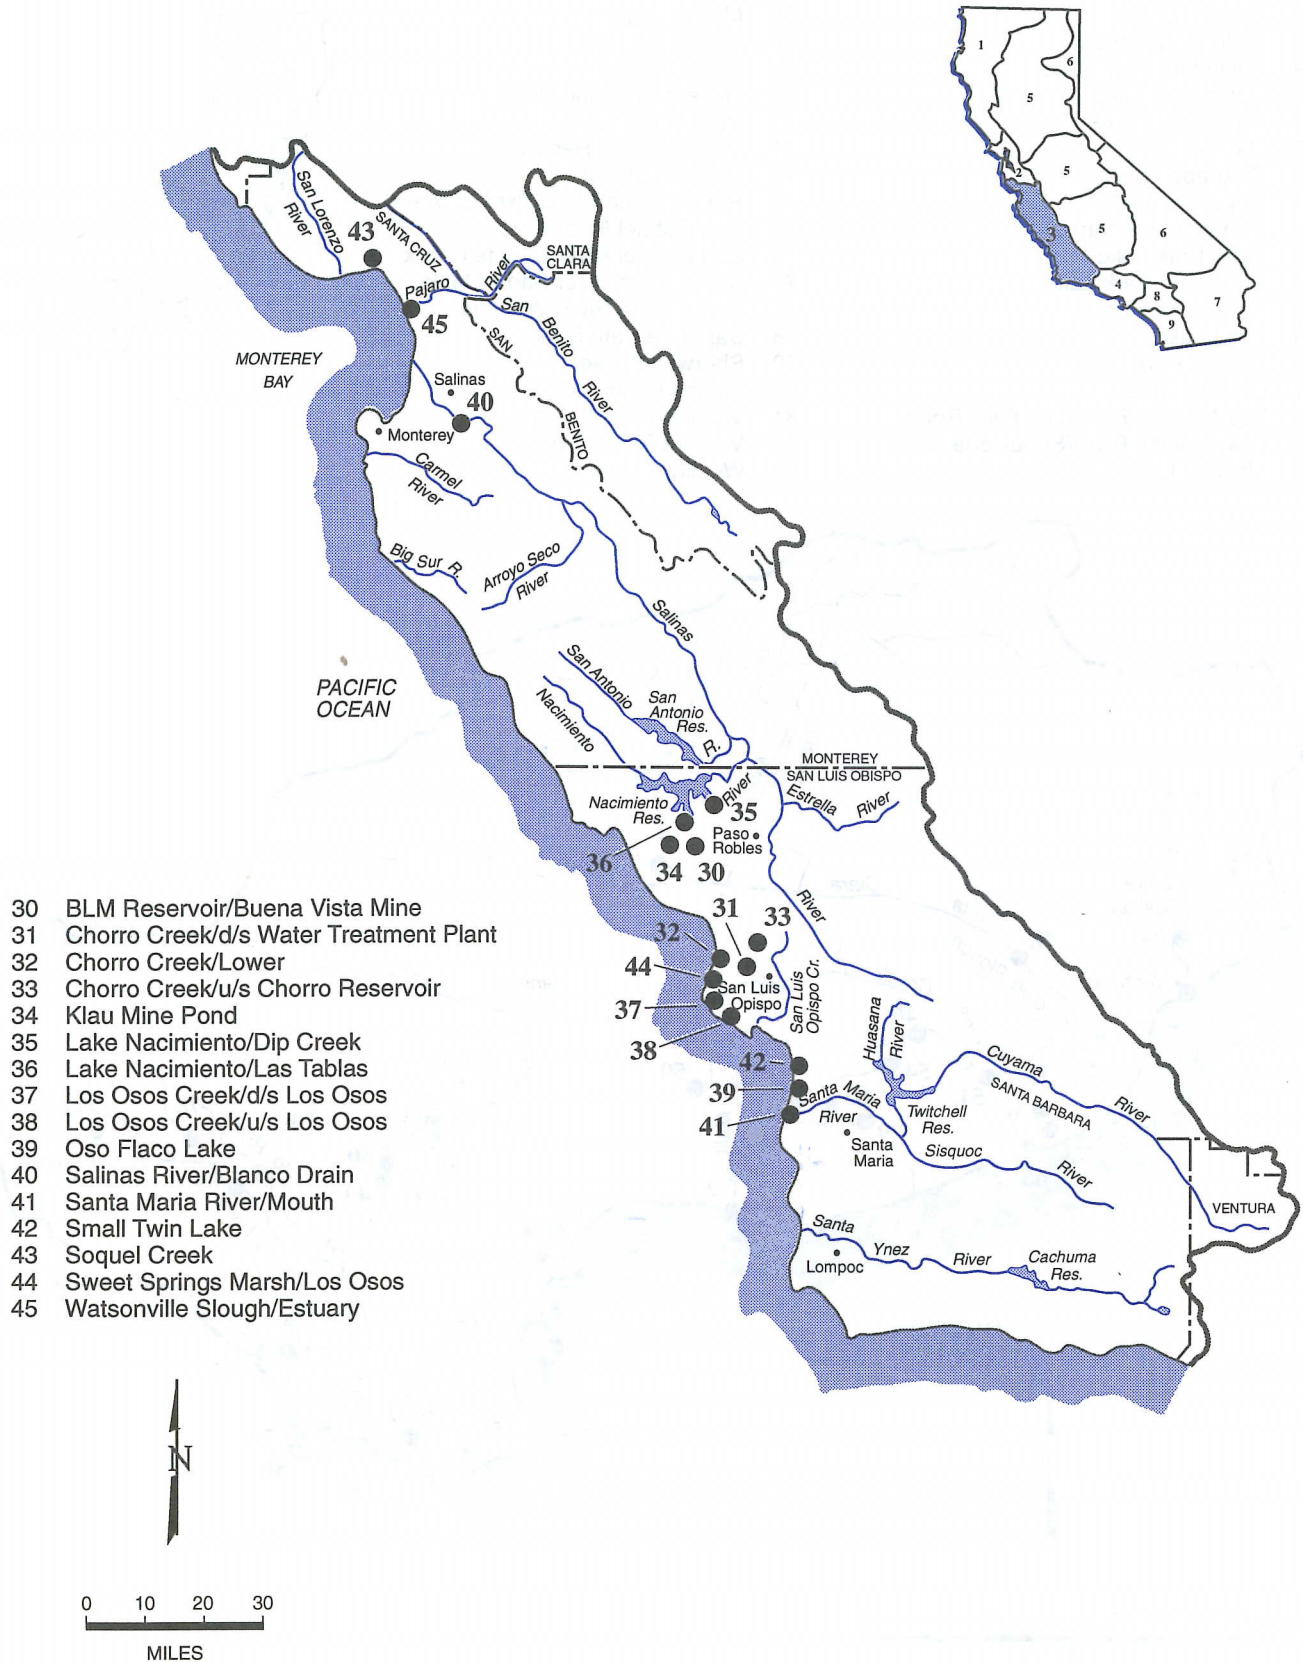 1
6
5
2
5
3
5
6
4
8
7
9
San Lorenzo
River
43
SANTA CRUZ
River
SANTA
CLARA
Pajaro
45
San
Benito
River
SAN
BENITO
MONTEREY
BAY
Salinas
40
Monterey
Carmel
River
Big Sur R.
Arroyo Seco
River
Salinas
PACIFIC
OCEAN
San Antonio
San
Antonio
Res.
R.
Nacimiento
MONTEREY
SAN LUIS OBISPO
Nacimiento
Res.
River
35
Estrella
River
36
Paso
Robles
34
30
31
33
River
32
44
San Luis
Opispo
San Luis
Opispo Cr.
37
38
Huasana
River
42
39
41
Santa Maria
River
Cuyama
River
SANTA BARBARA
Twitchell
Res.
Santa
Maria
Sisquoc
River
VENTURA
Santa
Ynez
River
Cachuma
Res.
Lompoc
30 BLM Reservoir/Buena Vista Mine
31 Chorro Creek/d/s Water Treatment Plant
32 Chorro Creek/Lower
33 Chorro Creek/u/s Chorro Reservoir
34 Klau Mine Pond
35 Lake Nacimiento/Dip Creek
36 Lake Nacimiento/Las Tablas
37 Los Osos Creek/d/s Los Osos
38 Los Osos Creek/u/s Los Osos
39 Oso Flaco Lake
40 Salinas River/Blanco Drain
41 Santa Maria River/Mouth
42 Small Twin Lake
43 Soquel Creek
44 Sweet Springs Marsh/Los Osos
45 Watsonville Slough/Estuary
N
0 10 20 30
MILES